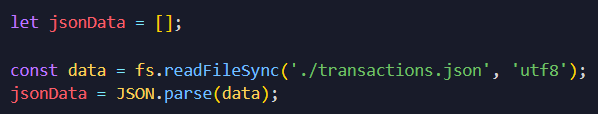 let jsonData = [];
const data = fs.readFileSync('./transactions.json', 'utf8');
jsonData = JSON.parse(data);